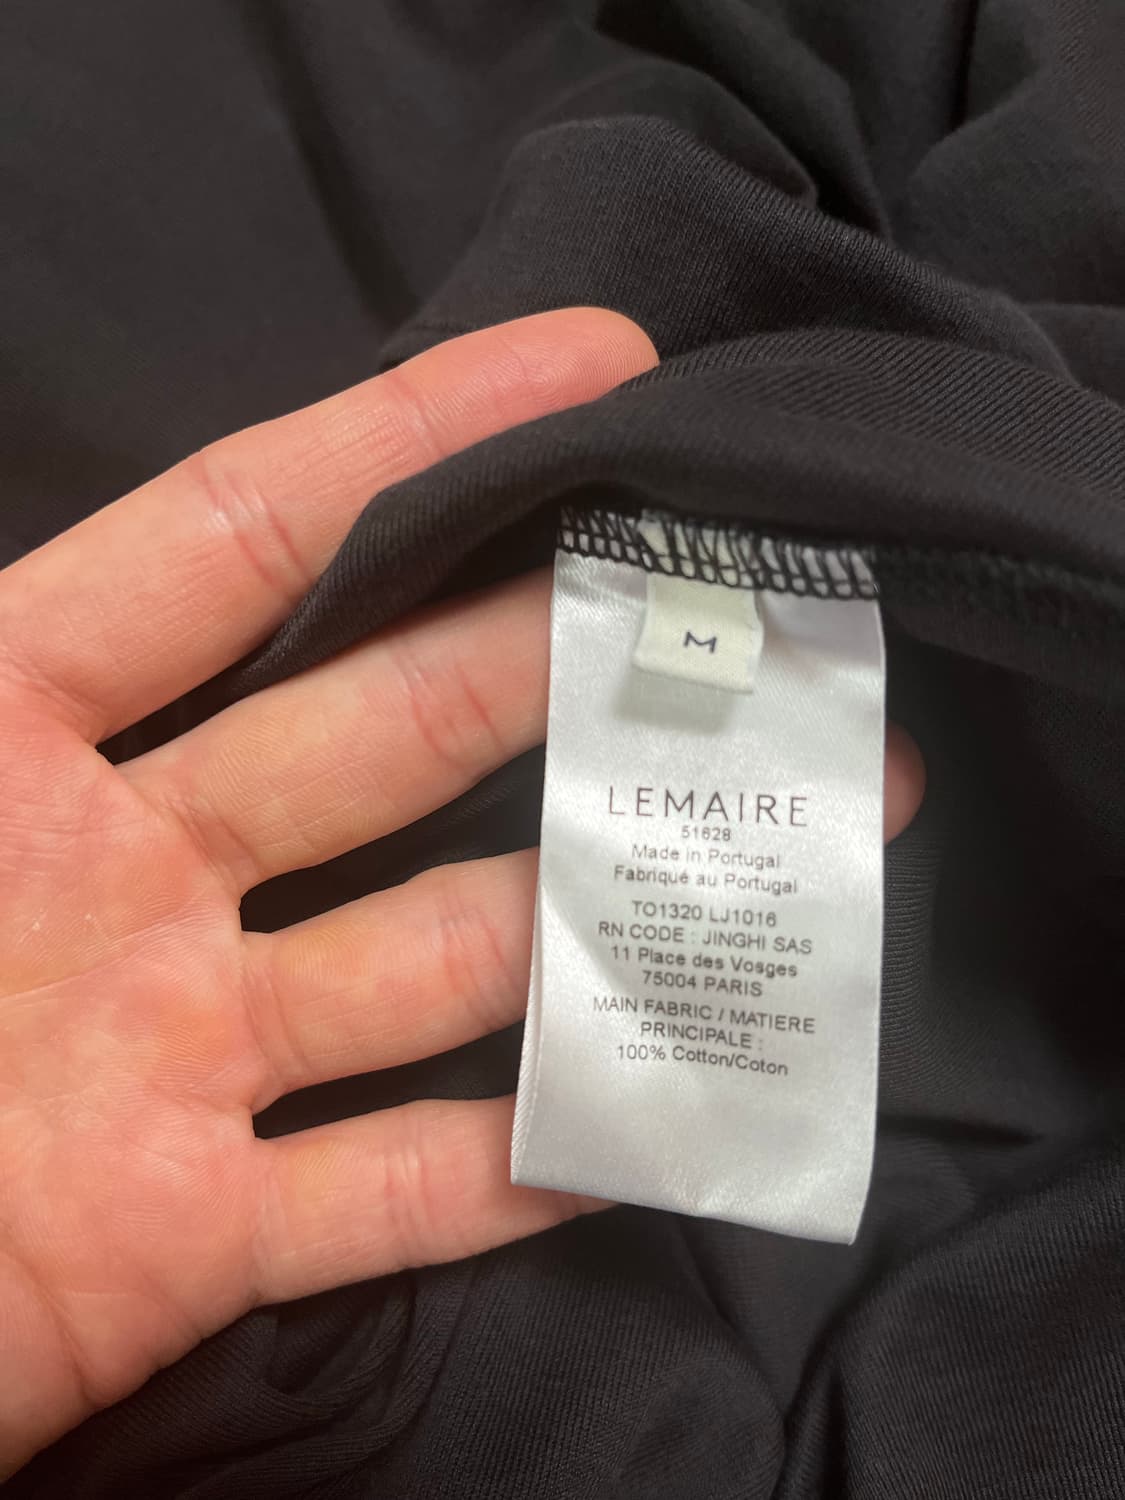 M
LEMAIRE
51628
Made in Portugal
Fabriqué au Portugal
TO1320 LJ1016
RN CODE : JINGHI SAS
11 Place des Vosges
75004 PARIS
MAIN FABRIC / MATIERE
PRINCIPALE :
100% Cotton/Coton